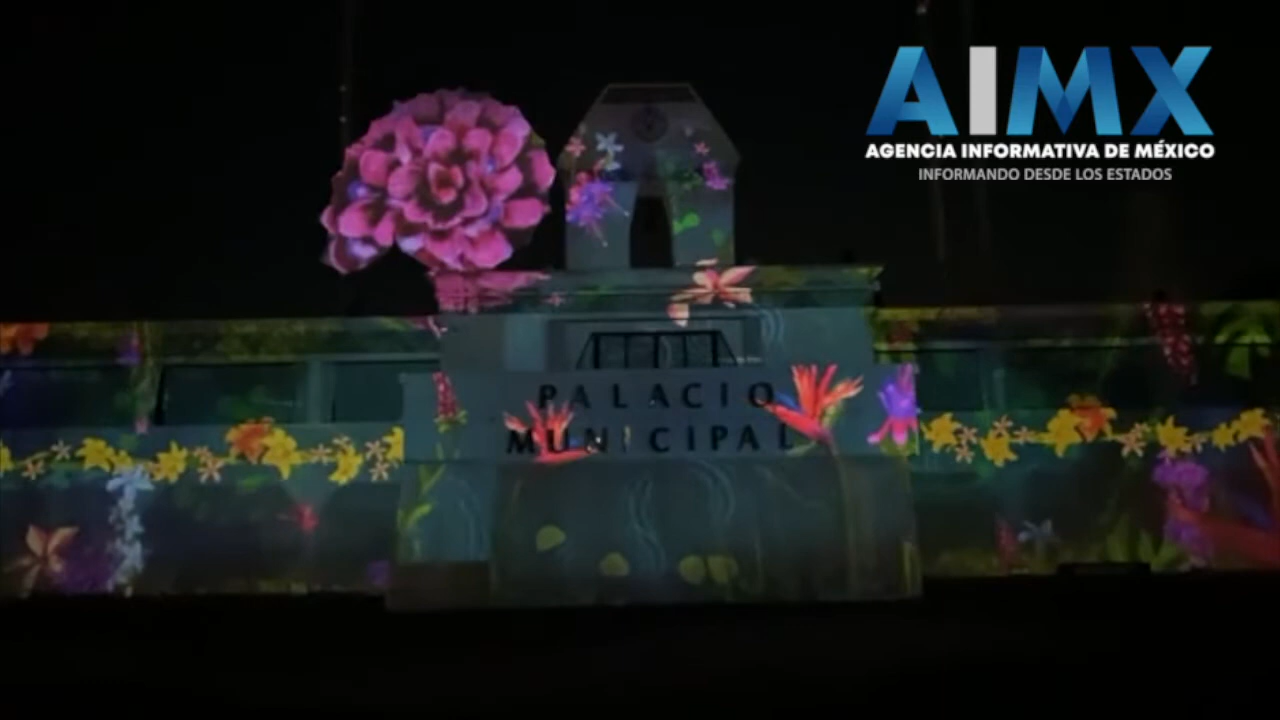 AIMX
AGENCIA INFORMATIVA DE MÉXICO
INFORMANDO DESDE LOS ESTADOS
PALACIO
MUNICIPAL